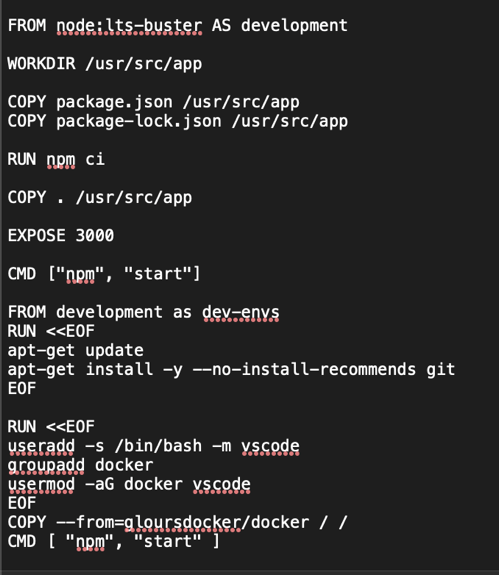 FROM node:lts-buster AS development
WORKDIR /usr/src/app
COPY package.json /usr/src/app
COPY package-lock.json /usr/src/app
RUN npm ci
COPY . /usr/src/app
EXPOSE 3000
CMD ["npm", "start"]
FROM development as dev-envs
RUN <<EOF
apt-get update
apt-get install -y --no-install-recommends git
EOF
RUN <<EOF
useradd -s /bin/bash -m vscode
groupadd docker
usermod -aG docker vscode
EOF
COPY --from=gloursdocker/docker / /
CMD [ "npm", "start" ]